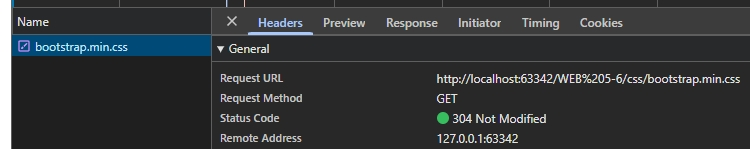 Name
Headers Preview Response Initiator Timing Cookies
bootstrap.min.css
General
Request URL http://localhost:63342/WEB%205-6/css/bootstrap.min.css
Request Method GET
Status Code 304 Not Modified
Remote Address 127.0.0.1:63342